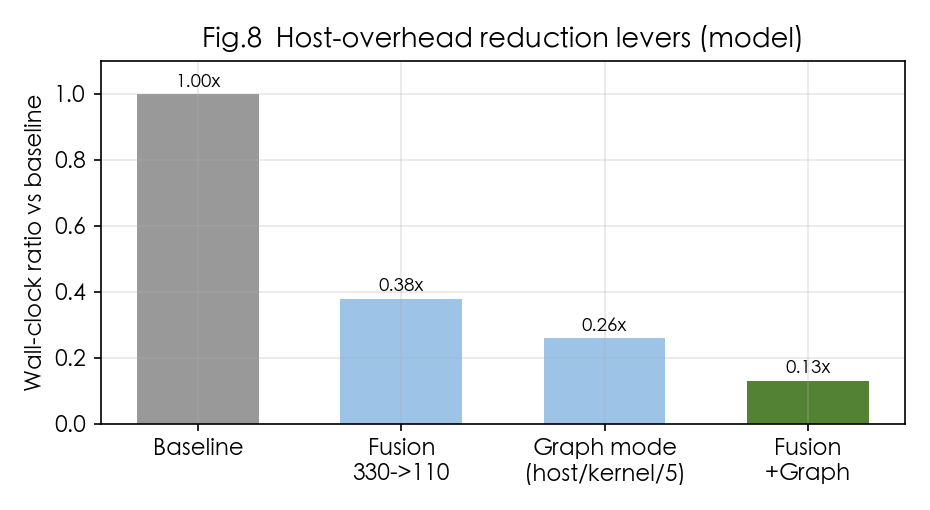 Fig.8 Host-overhead reduction levers (model)
Wall-clock ratio vs baseline
1.0
0.8
0.6
0.4
0.2
0.0
1.00x
0.38x
0.26x
0.13x
Baseline
Fusion
330->110
Graph mode
(host/kernel/5)
Fusion
+Graph